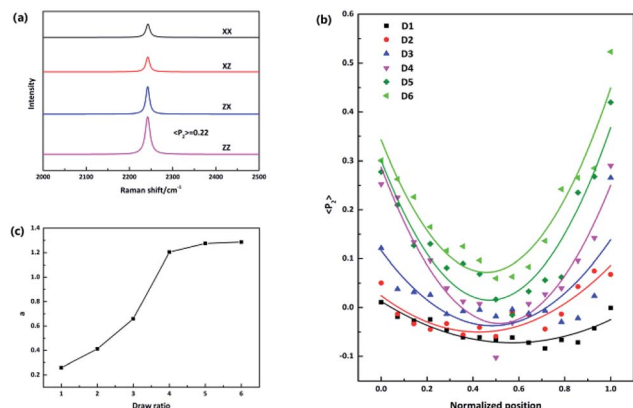 (a)
XX
XZ
ZX
<P2>=0.22
ZZ
Intensity
2000 2100 2200 2300 2400 2500
Raman shift/cm-1
(b)
D1
D2
D3
D4
D5
D6
<P2>
0.6
0.5
0.4
0.3
0.2
0.1
0.0
-0.1
0.0 0.2 0.4 0.6 0.8 1.0
Normalized position
(c)
a
1.4
1.2
1.0
0.8
0.6
0.4
0.2
1 2 3 4 5 6
Draw ratio